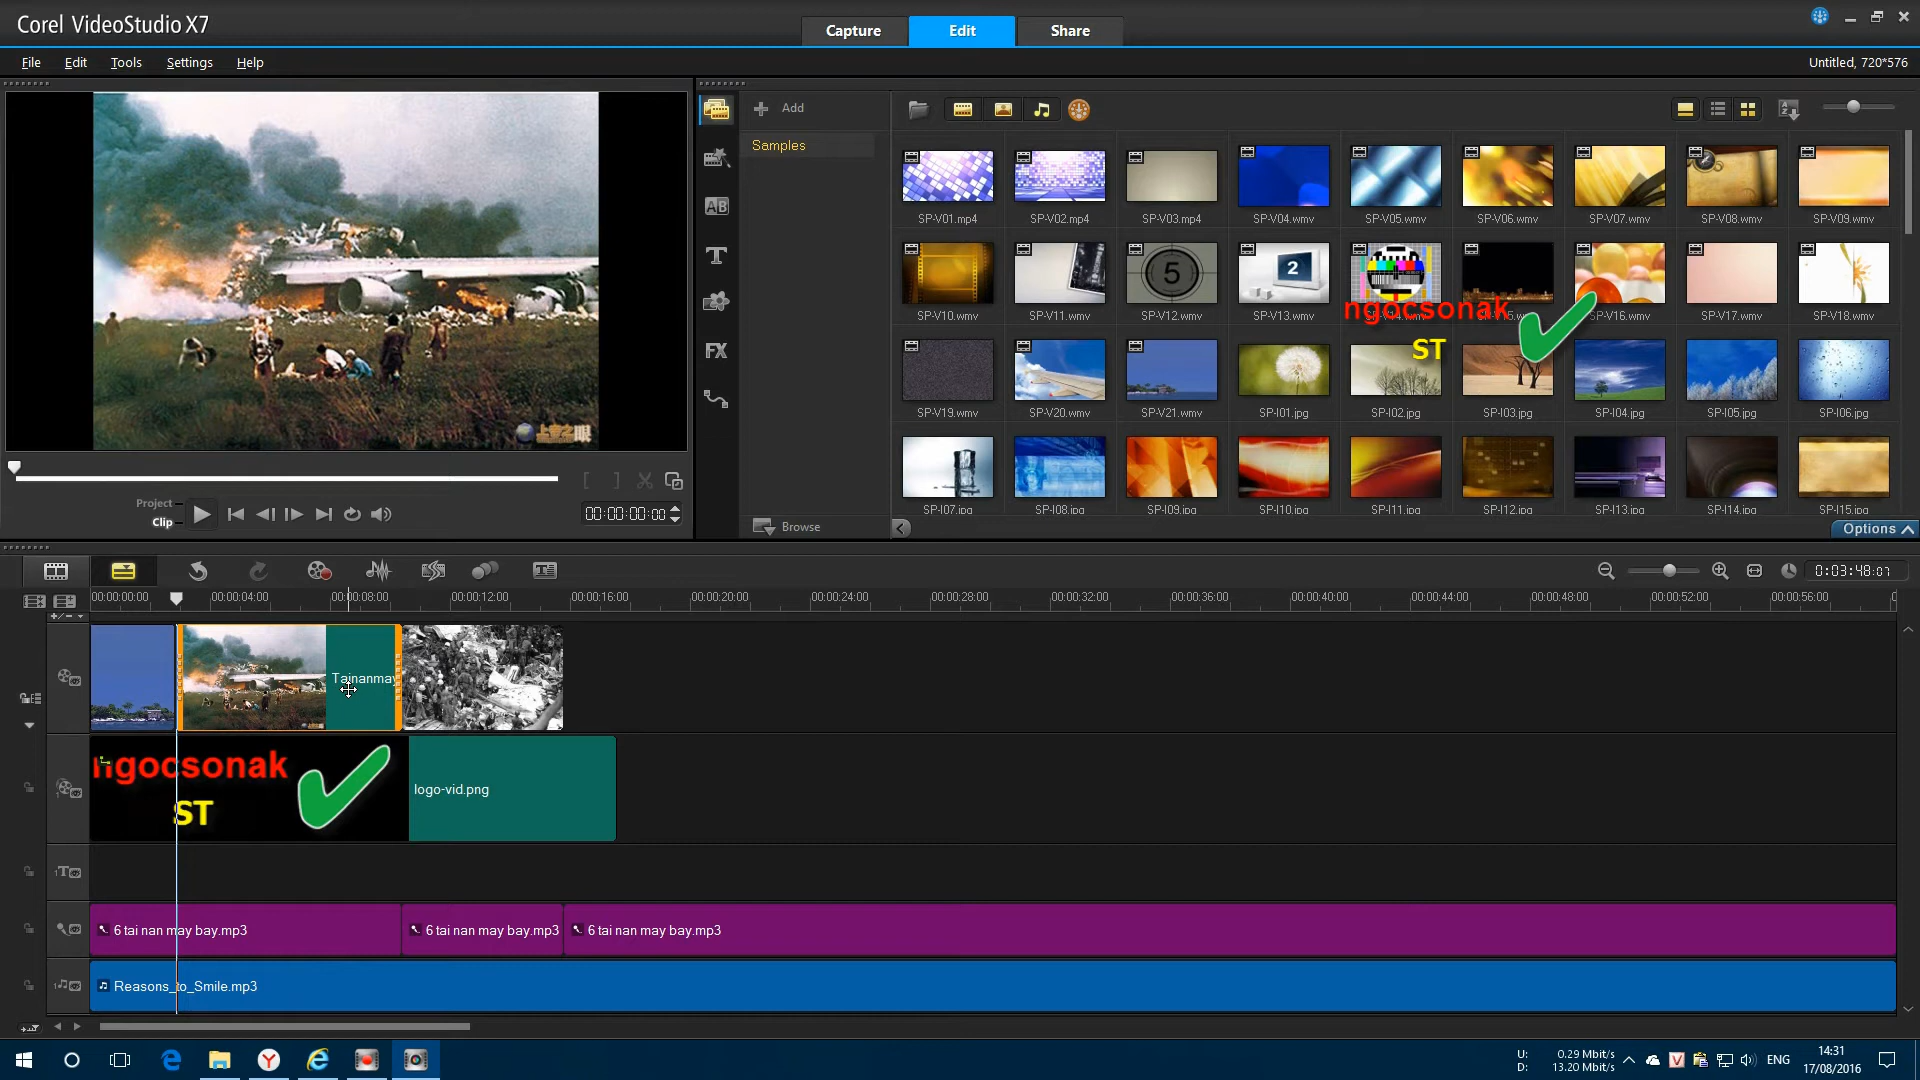 Corel VideoStudio X7
Capture
Edit
Share
File
Edit
Tools
Settings
Help
Untitled, 720*576
Add
Samples
SP-V01.mp4
SP-V02.mp4
SP-V03.mp4
SP-V04.wmv
SP-V05.wmv
SP-V06.wmv
SP-V07.wmv
SP-V08.wmv
SP-V09.wmv
SP-V10.wmv
SP-V11.wmv
5
SP-V12.wmv
2
SP-V13.wmv
SP-V16.wmv
SP-V17.wmv
SP-V18.wmv
ngocsonak
ST
SP-V19.wmv
SP-V20.wmv
SP-V21.wmv
SP-I01.jpg
SP-I02.jpg
SP-I03.jpg
SP-I04.jpg
SP-I05.jpg
SP-I06.jpg
SP-I07.jpg
SP-I08.jpg
SP-I09.jpg
SP-I10.jpg
SP-I11.jpg
SP-I12.jpg
SP-I13.jpg
SP-I14.jpg
SP-I15.jpg
AB
T
FX
Project
Clip
00:00:00:00
Browse
Options
0:03:48:07
00:00:00:00
00:00:04:00
00:00:08:00
00:00:12:00
00:00:16:00
00:00:20:00
00:00:24:00
00:00:28:00
00:00:32:00
00:00:36:00
00:00:40:00
00:00:44:00
00:00:48:00
00:00:52:00
00:00:56:00
Tainanmay
ngocsonak
ST
logo-vid.png
6 tai nan may bay.mp3
6 tai nan may bay.mp3
6 tai nan may bay.mp3
Reasons_to_Smile.mp3
U: 0.29 Mbit/s
D: 13.20 Mbit/s
ENG
14:31
17/08/2016